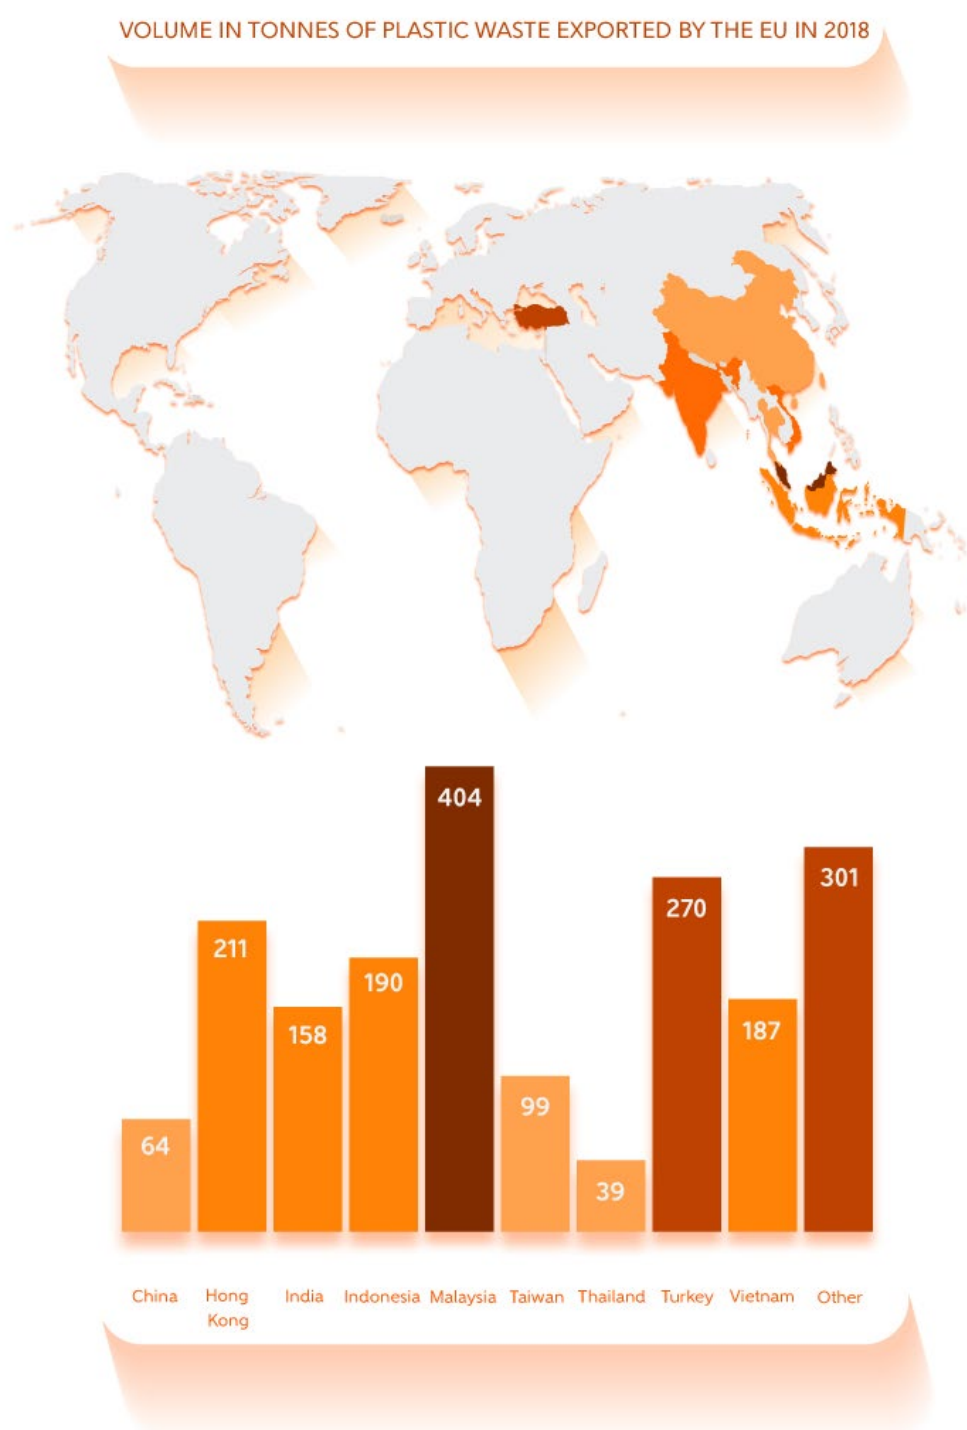 VOLUME IN TONNES OF PLASTIC WASTE EXPORTED BY THE EU IN 2018
64
211
158
190
404
99
39
270
187
301
China
Hong
Kong
India
Indonesia
Malaysia
Taiwan
Thailand
Turkey
Vietnam
Other